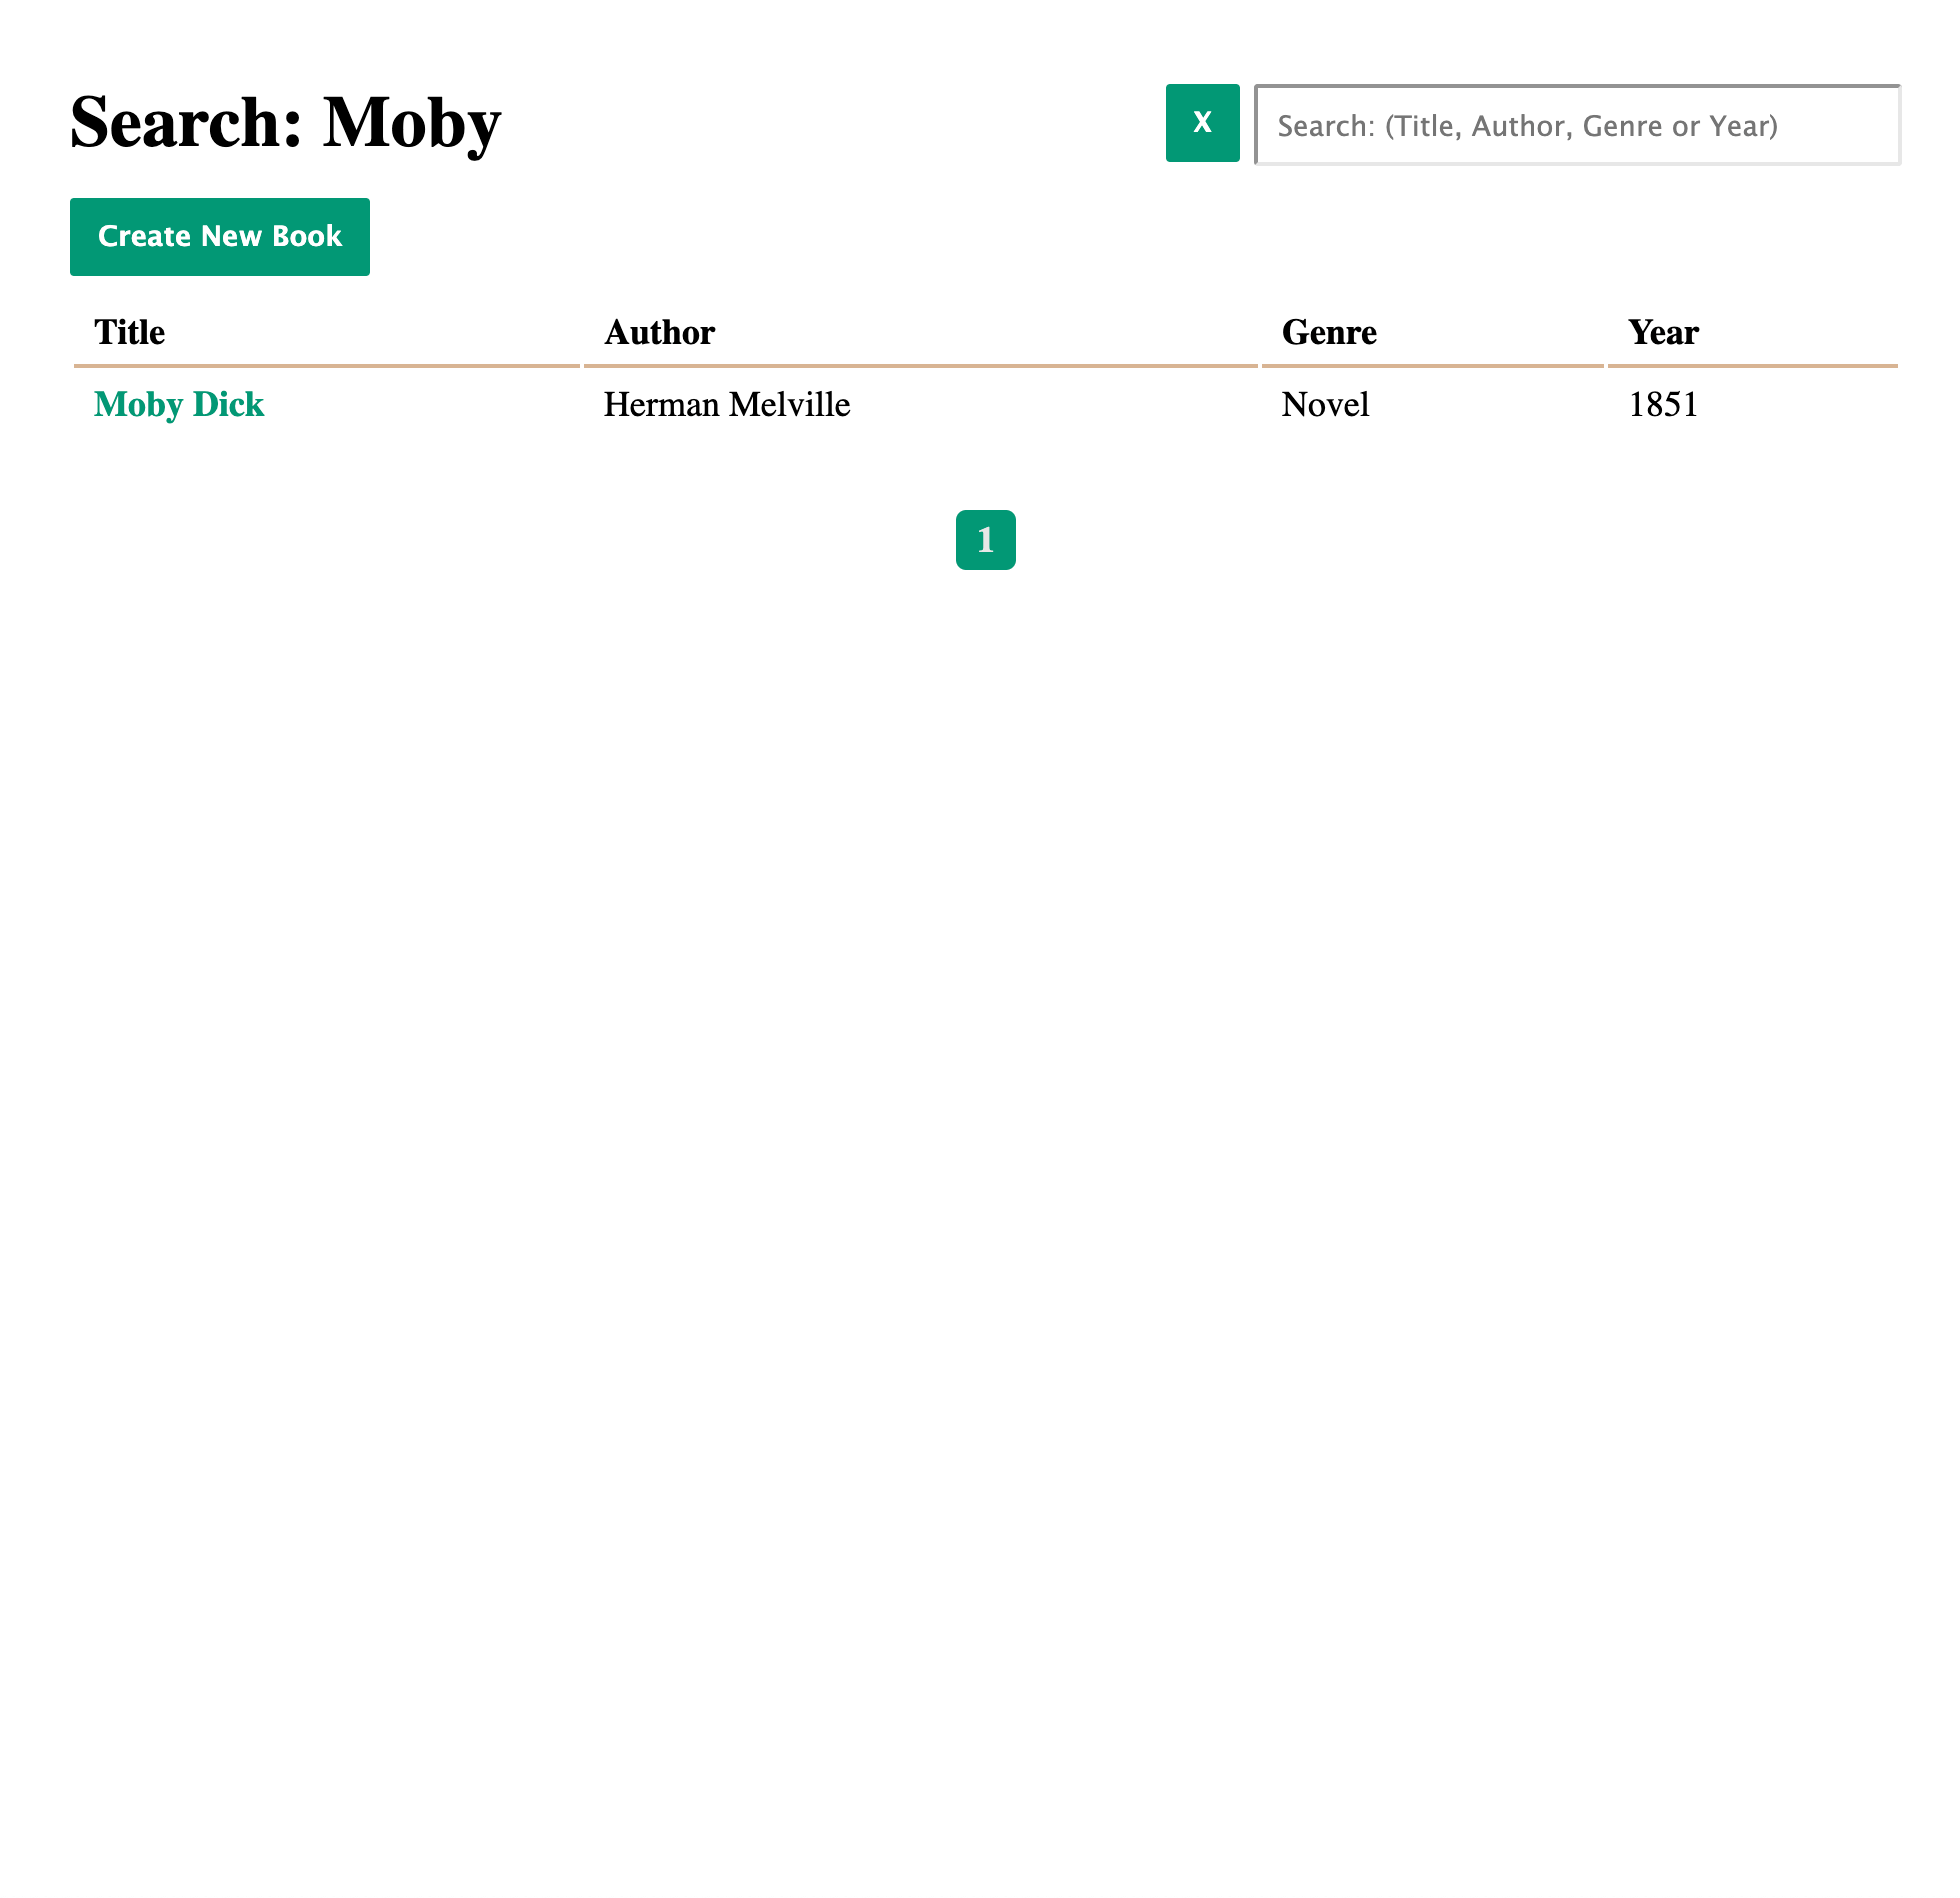 Search: Moby
X
Search: (Title, Author, Genre or Year)
Create New Book
Title Author Genre Year
Moby Dick Herman Melville Novel 1851
1